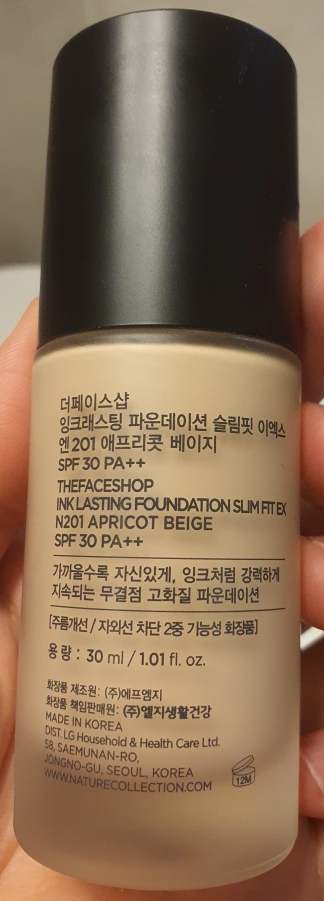 더페이스샵
잉크래스팅 파운데이션 슬림핏 이엑스
엔 201 애프리콧 베이지
SPF 30 PA++
THEFACESHOP
INK LASTING FOUNDATION SLIM FIT EX
N201 APRICOT BEIGE
SPF 30 PA++
가까울수록 자신있게, 잉크처럼 강력하게
지속되는 무결점 고화질 파운데이션
[주름개선 / 자외선 차단 2중 기능성 화장품]
용량 : 30 ml / 1.01 fl. oz.
화장품 제조원 : (주)에프엠지
화장품 책임판매원 : (주)엘지생활건강
MADE IN KOREA
DIST. LG Household & Health Care Ltd.
58, SAEMUNAN-RO,
JONGNO-GU, SEOUL, KOREA
WWW.NATURECOLLECTION.COM
12M